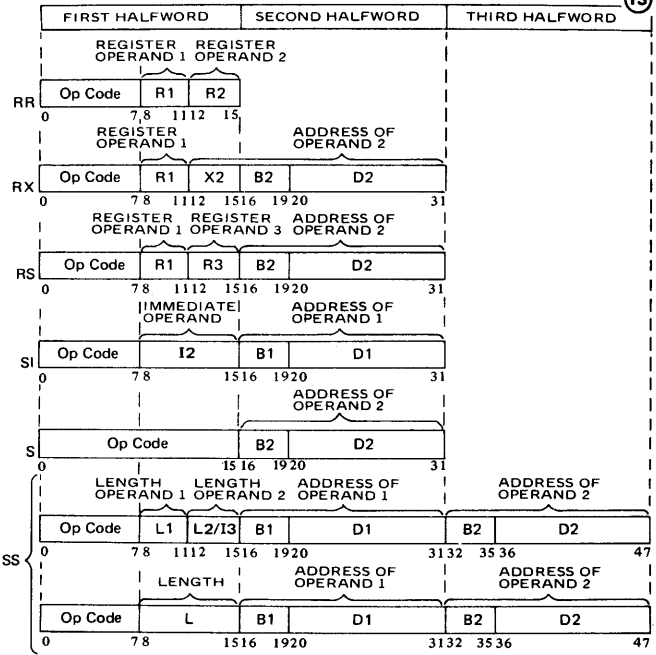 13
FIRST HALFWORD SECOND HALFWORD THIRD HALFWORD
REGISTER REGISTER
OPERAND 1 OPERAND 2
RR Op Code R1 R2
0 7 8 11 12 15
REGISTER ADDRESS OF
OPERAND 1 OPERAND 2
RX Op Code R1 X2 B2 D2
0 7 8 11 12 15 16 19 20 31
REGISTER REGISTER ADDRESS OF
OPERAND 1 OPERAND 3 OPERAND 2
RS Op Code R1 R3 B2 D2
0 7 8 11 12 15 16 19 20 31
IMMEDIATE ADDRESS OF
OPERAND OPERAND 1
SI Op Code I2 B1 D1
0 7 8 15 16 19 20 31
ADDRESS OF
OPERAND 2
S Op Code B2 D2
0 15 16 19 20 31
LENGTH LENGTH ADDRESS OF ADDRESS OF
OPERAND 1 OPERAND 2 OPERAND 1 OPERAND 2
Op Code L1 L2/I3 B1 D1 B2 D2
0 7 8 11 12 15 16 19 20 31 32 35 36 47
SS
LENGTH ADDRESS OF ADDRESS OF
OPERAND 1 OPERAND 2
Op Code L B1 D1 B2 D2
0 7 8 15 16 19 20 31 32 35 36 47